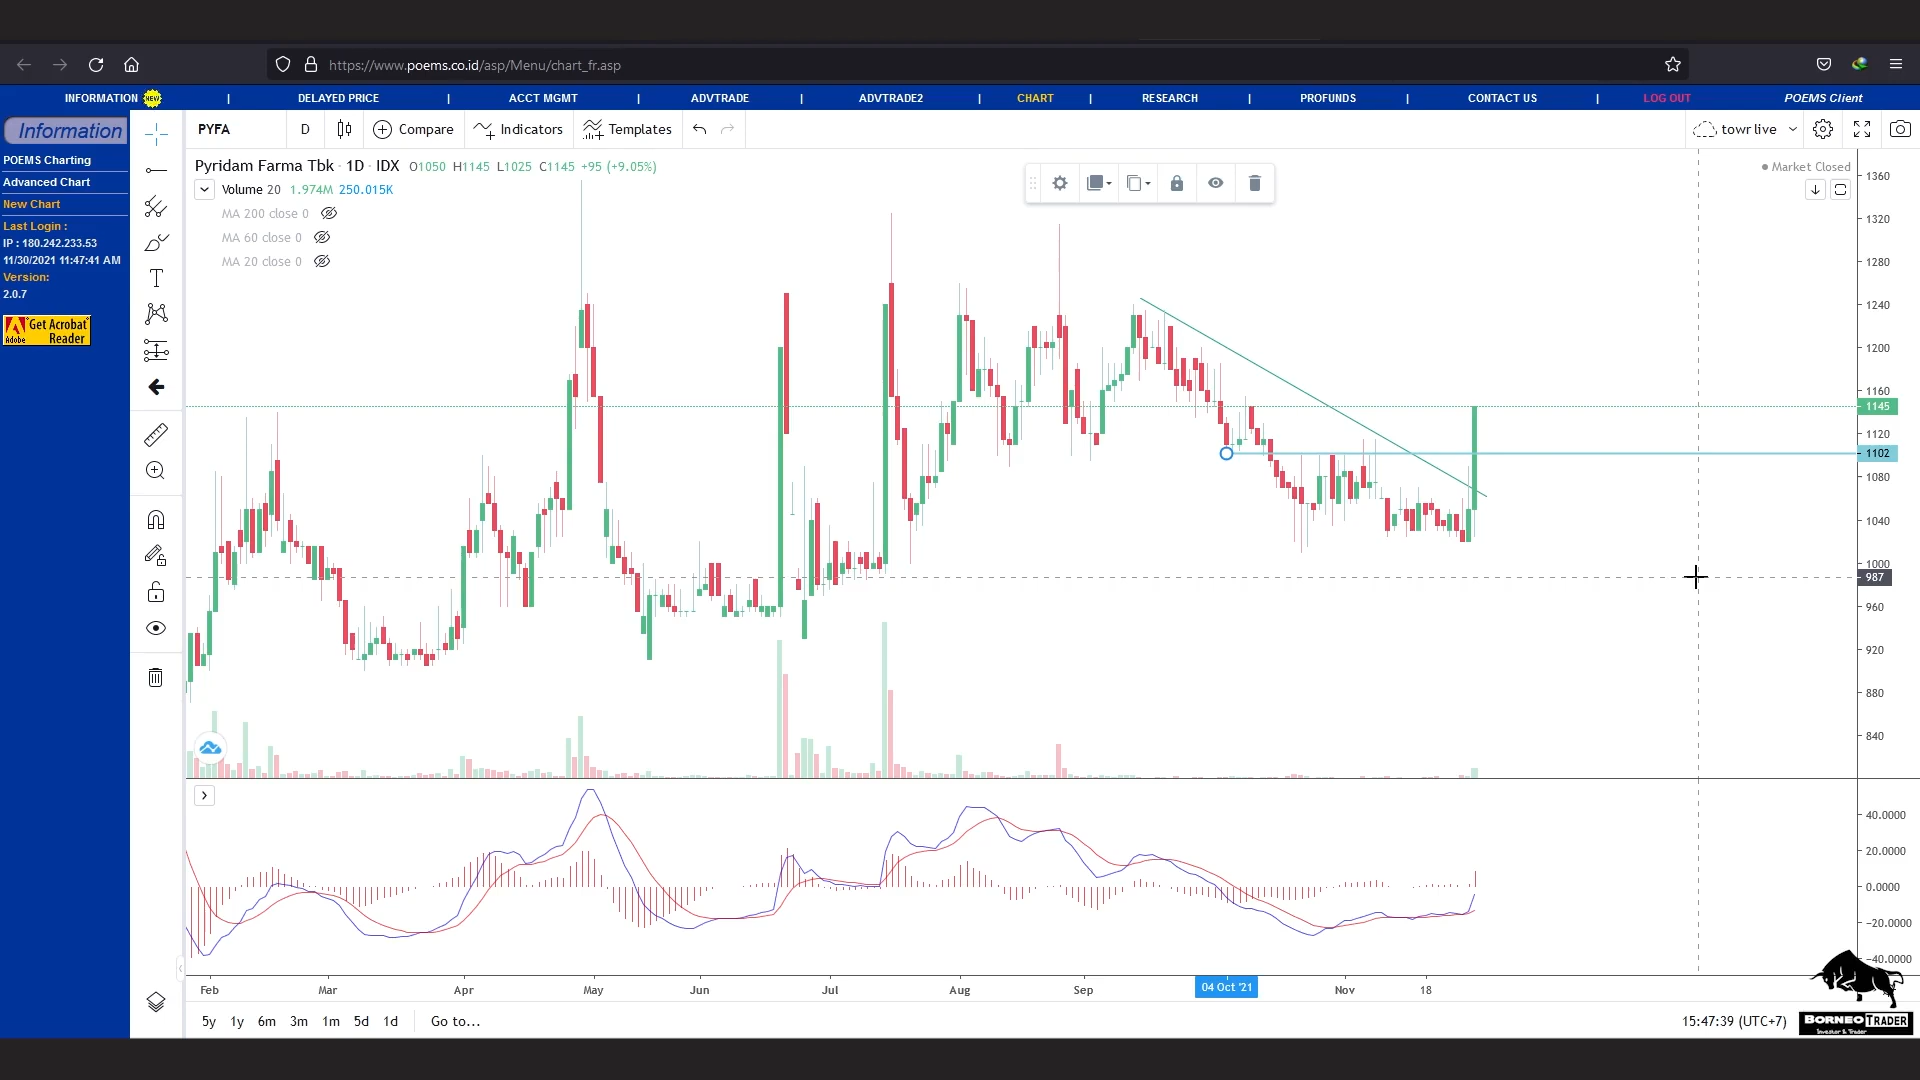 https://www.poems.co.id/asp/Menu/chart_fr.asp
INFORMATION NEW | DELAYED PRICE | ACCT MGMT | ADVTRADE | ADVTRADE2 | CHART | RESEARCH | PROFUNDS | CONTACT US | LOG OUT POEMS Client
Information
POEMS Charting
Advanced Chart
New Chart
Last Login :
IP : 180.242.233.53
11/30/2021 11:47:41 AM
Version:
2.0.7
Get Acrobat
Adobe Reader
PYFA D Compare Indicators Templates towr live
Pyridam Farma Tbk · 1D · IDX O1050 H1145 L1025 C1145 +95 (+9.05%)
Market Closed
Volume 20 1.974M 250.015K
MA 200 close 0
MA 60 close 0
MA 20 close 0
1360
1320
1280
1240
1200
1160
1145
1120
1102
1080
1040
1000
987
960
920
880
840
40.0000
20.0000
0.0000
-20.0000
-40.0000
Feb Mar Apr May Jun Jul Aug Sep 04 Oct '21 Nov 18
5y 1y 6m 3m 1m 5d 1d Go to... 15:47:39 (UTC+7)
BORNEO TRADER
Investor & Trader